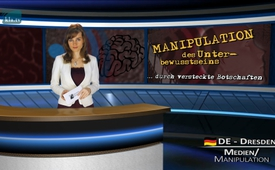 MANIPULATION
des Unter-
bewusstseins
... durch versteckte Botschaften
DE - DRESDEN
MEDIEN/
MANIPULATION